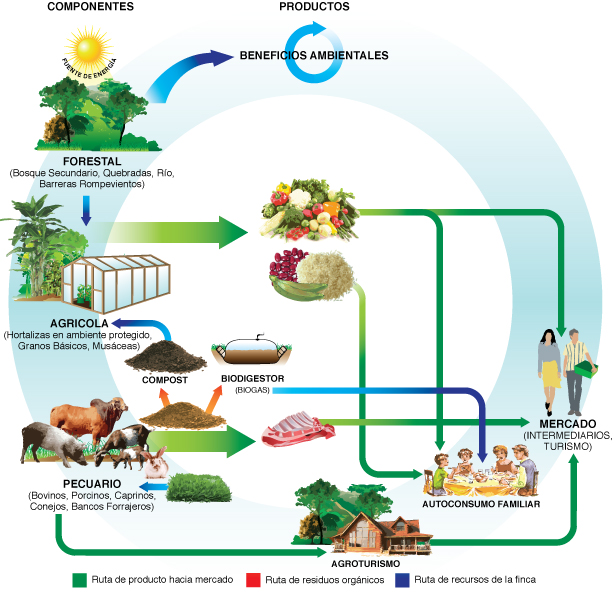 COMPONENTES
PRODUCTOS
FUENTE DE ENERGÍA
BENEFICIOS AMBIENTALES
FORESTAL
(Bosque Secundario, Quebradas, Río,
Barreras Rompevientos)
AGRICOLA
(Hortalizas en ambiente protegido,
Granos Básicos, Musáceas)
COMPOST
BIODIGESTOR
(BIOGAS)
MERCADO
(INTERMEDIARIOS,
TURISMO)
PECUARIO
(Bovinos, Porcinos, Caprinos,
Conejos, Bancos Forrajeros)
AUTOCONSUMO FAMILIAR
AGROTURISMO
Ruta de producto hacia mercado
Ruta de residuos orgánicos
Ruta de recursos de la finca